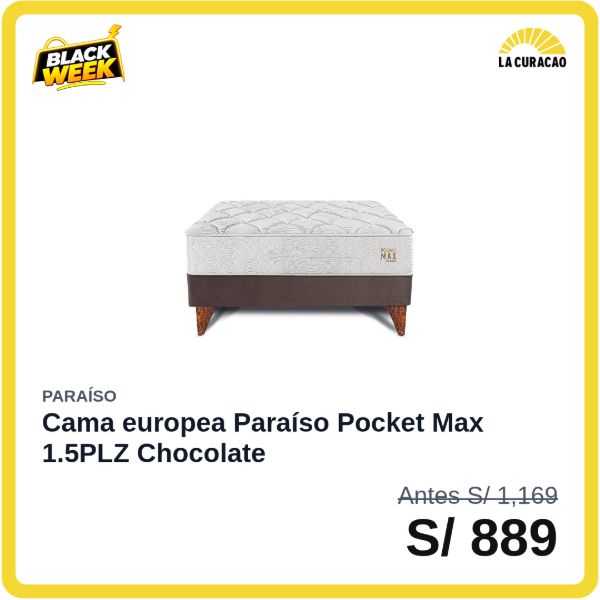 BLACK
WEEK
LA CURACAO
POCKET
MAX
PARAÍSO
Cama europea Paraíso Pocket Max
1.5PLZ Chocolate
Antes S/ 1,169
S/ 889